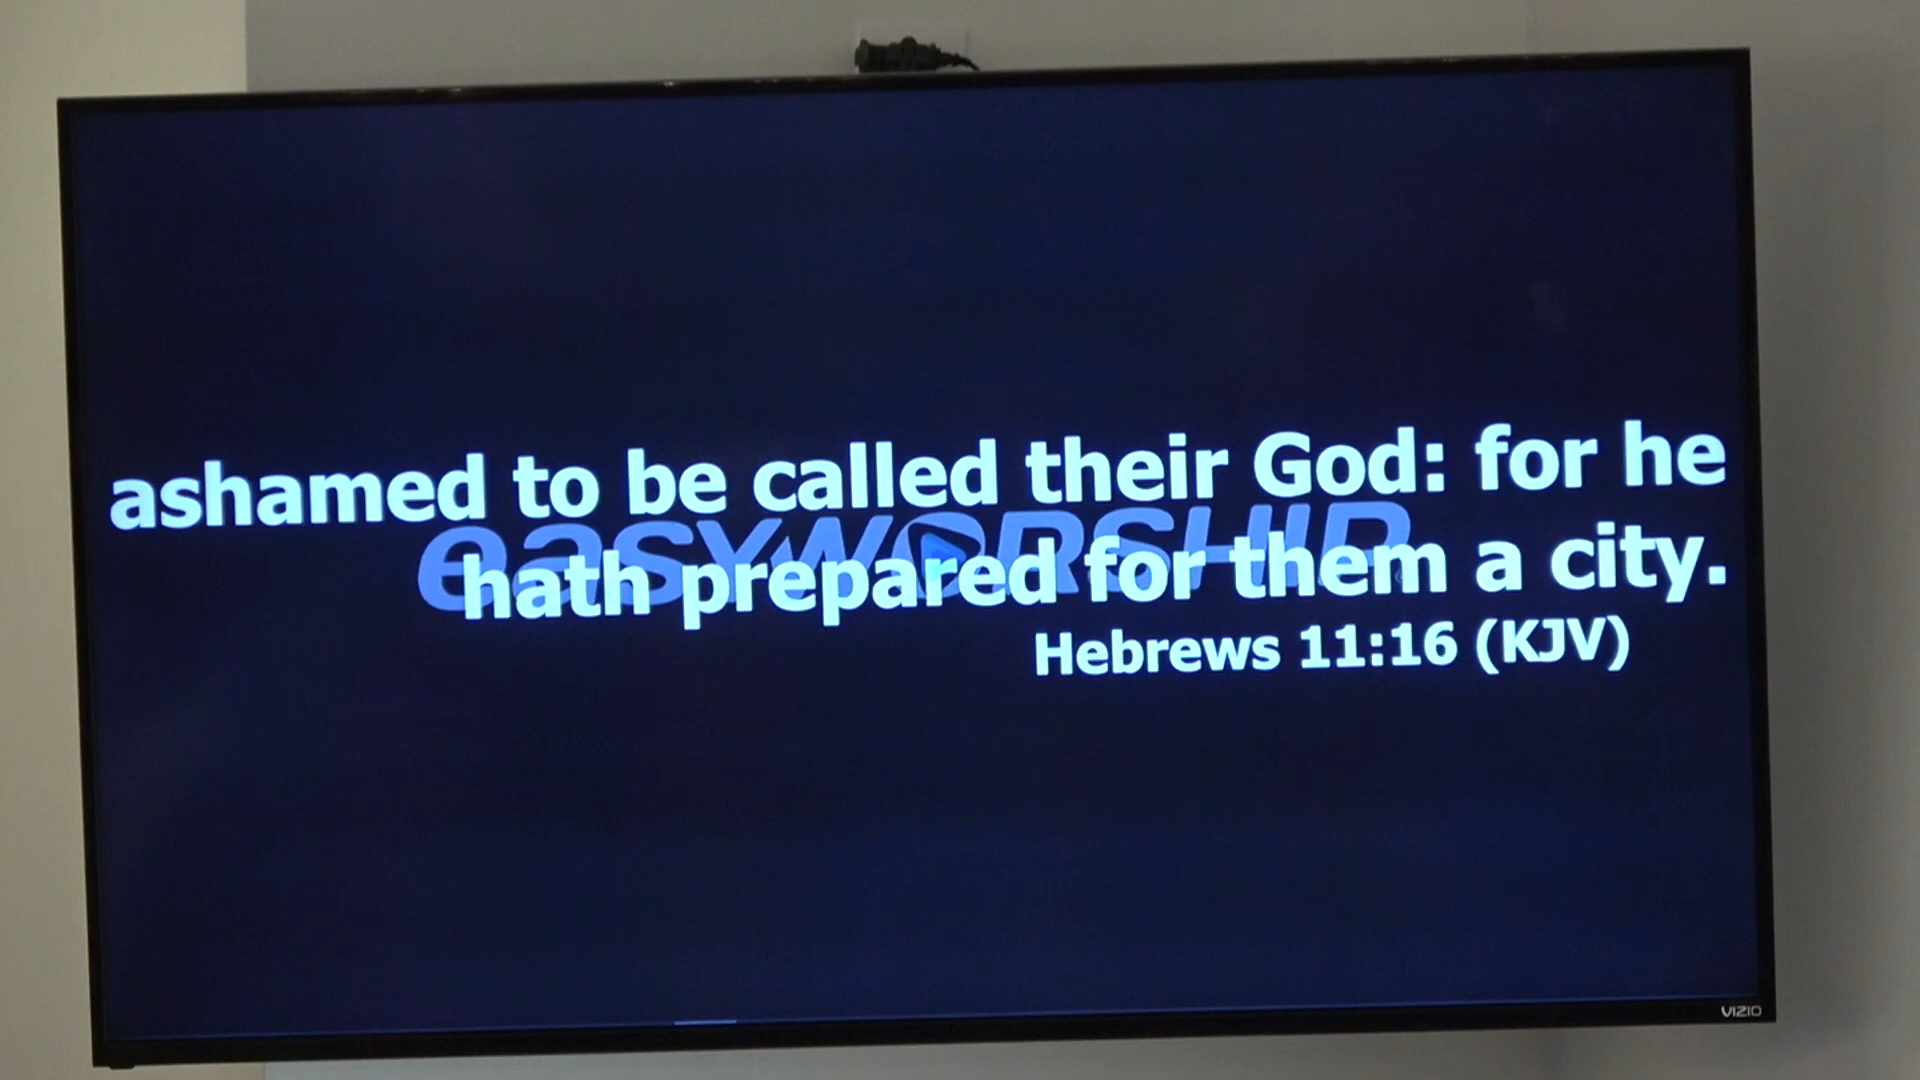 ashamed to be called their God: for he
easyworship
hath prepared for them a city.
Hebrews 11:16 (KJV)
VIZIO